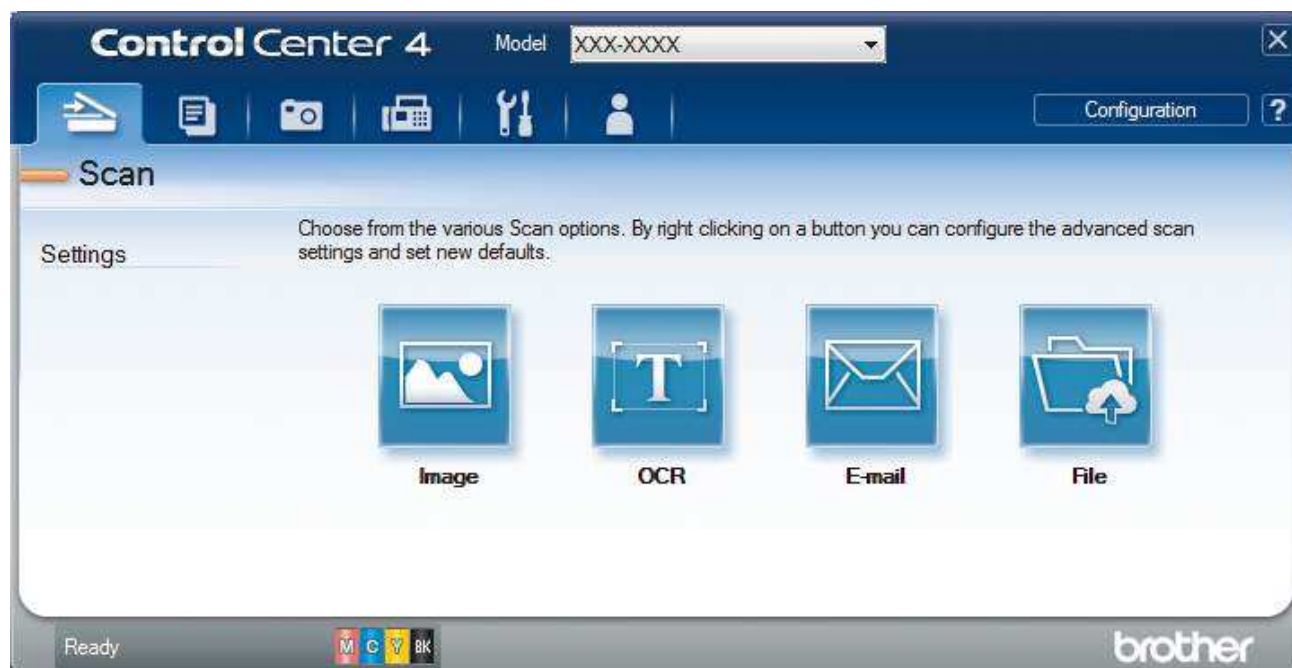 Control Center 4
Model XXX-XXXX
Configuration ?
Scan
Settings
Choose from the various Scan options. By right clicking on a button you can configure the advanced scan
settings and set new defaults.
T
Image OCR E-mail File
Ready M C Y BK brother